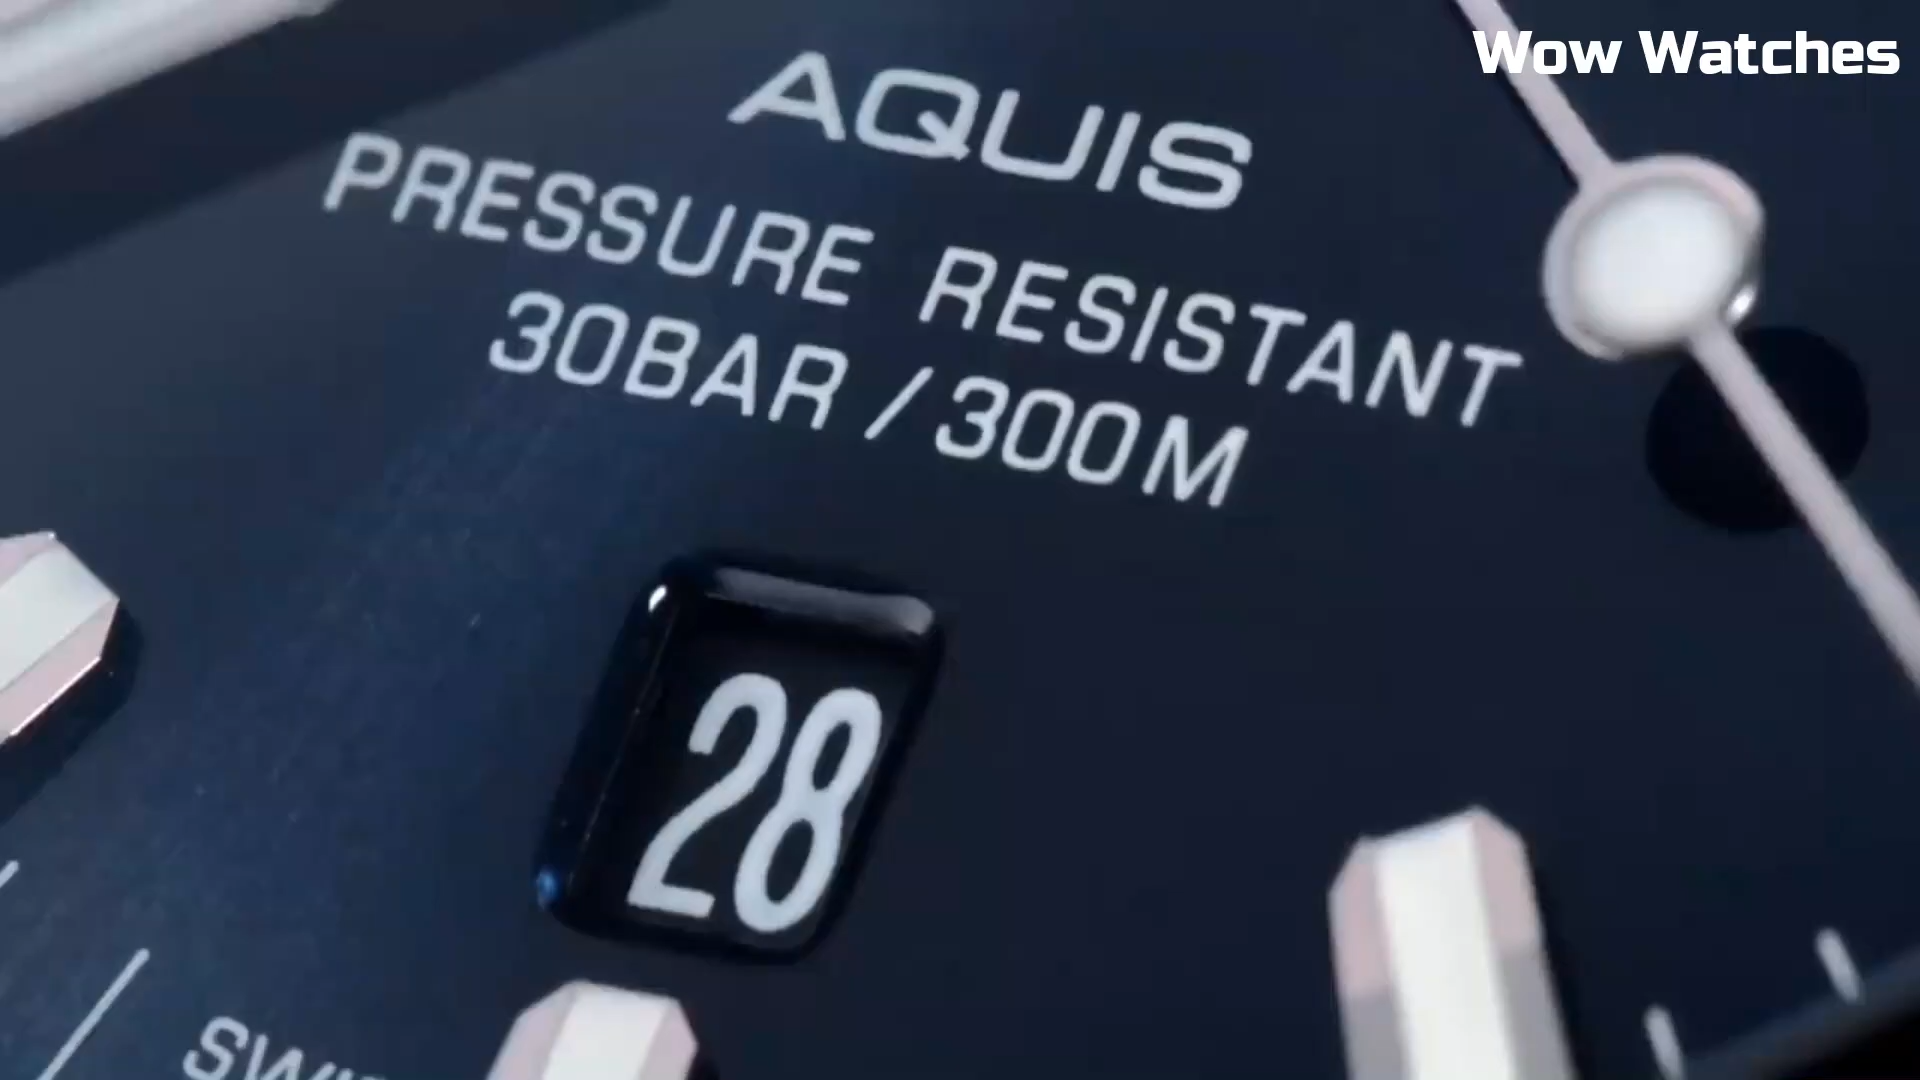 Wow Watches
AQUIS
PRESSURE RESISTANT
30BAR / 300M
28